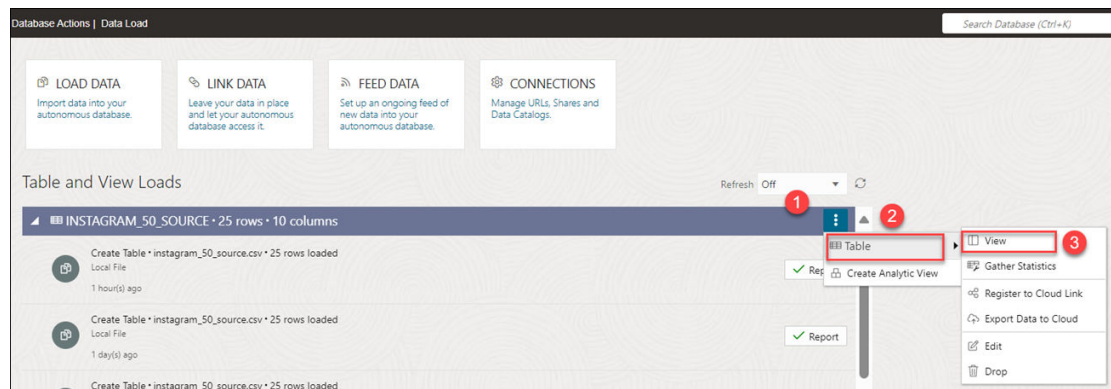 Database Actions | Data Load
Search Database (Ctrl+K)
LOAD DATA
Import data into your
autonomous database.
LINK DATA
Leave your data in place
and let your autonomous
database access it.
FEED DATA
Set up an ongoing feed of
new data into your
autonomous database.
CONNECTIONS
Manage URLs, Shares and
Data Catalogs.
Table and View Loads
Refresh Off
1
INSTAGRAM_50_SOURCE • 25 rows • 10 columns
2
Table
Create Analytic View
View
3
Gather Statistics
Register to Cloud Link
Export Data to Cloud
Edit
Drop
Create Table • instagram_50_source.csv • 25 rows loaded
Local File
1 hour(s) ago
Rep
Create Table • instagram_50_source.csv • 25 rows loaded
Local File
1 day(s) ago
Report
Create Table • instagram_50_source.csv • 25 rows loaded